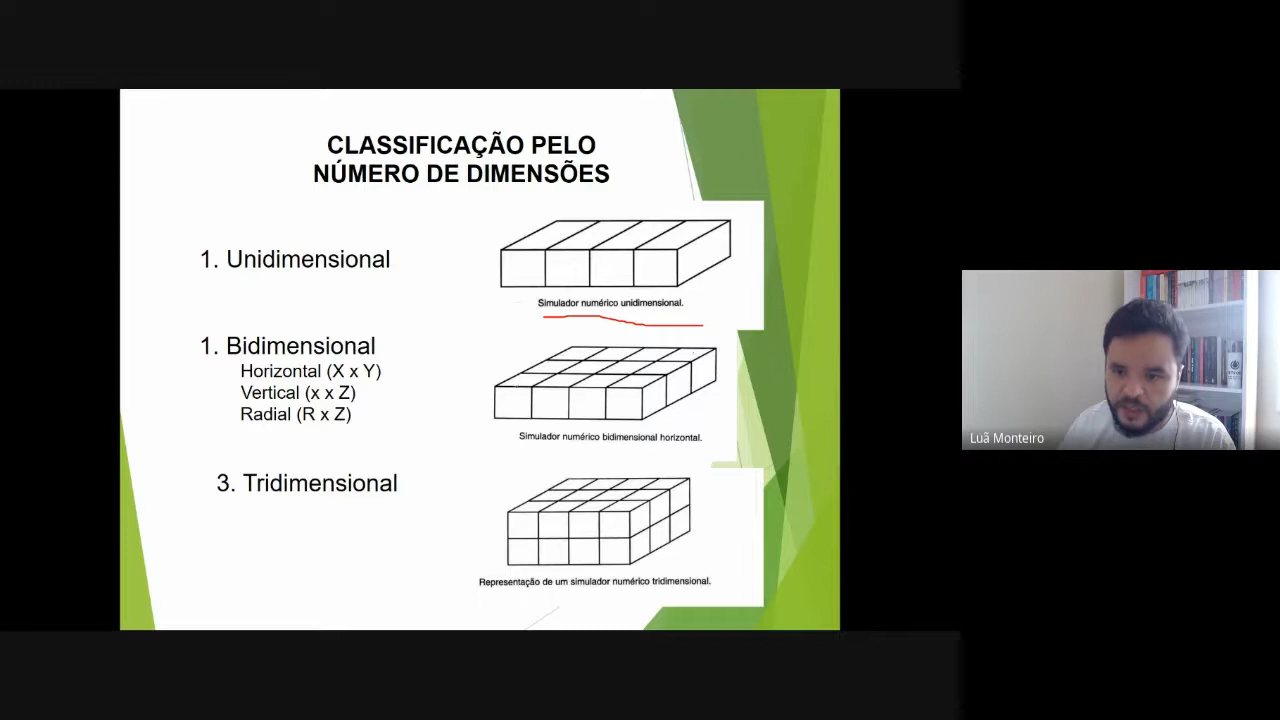 CLASSIFICAÇÃO PELO
NÚMERO DE DIMENSÕES
1. Unidimensional
Simulador numérico unidimensional.
1. Bidimensional
Horizontal (X x Y)
Vertical (x x Z)
Radial (R x Z)
Simulador numérico bidimensional horizontal.
3. Tridimensional
Representação de um simulador numérico tridimensional.
Luã Monteiro